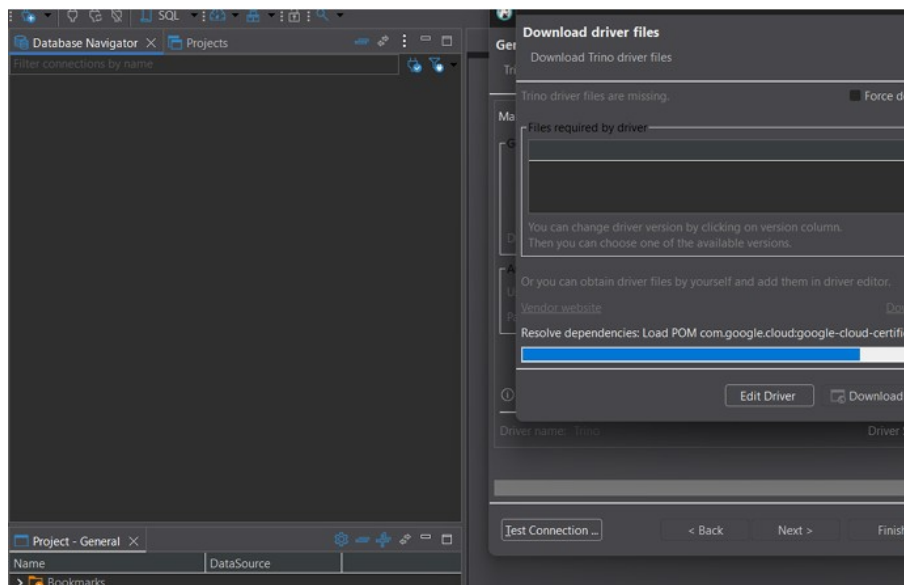 SQL
Database Navigator
Projects
Filter connections by name
Download driver files
Download Trino driver files
Trino driver files are missing.
Force d
Files required by driver
You can change driver version by clicking on version column.
Then you can choose one of the available versions.
Or you can obtain driver files by yourself and add them in driver editor.
Vendor website
Resolve dependencies: Load POM com.google.cloud:google-cloud-certifi
Edit Driver
Download
Driver name: Trino
Driver
Test Connection ...
< Back
Next >
Finish
Project - General
Name
DataSource
Bookmarks